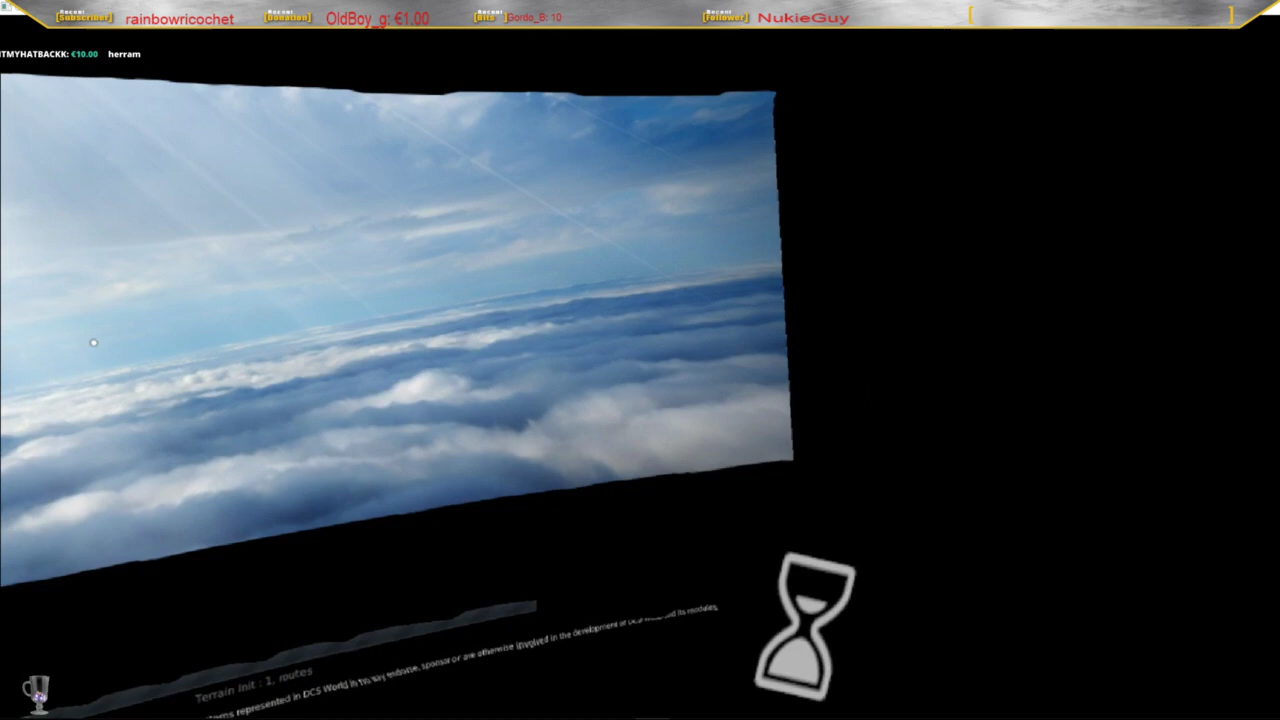 Recent Recent Recent Recent
[Subscriber] rainbowricochet [Donation] OldBoy_g: €1.00 [Bits ]Gordo_B: 10 [Follower] NukieGuy [ ]
ITMYHATBACKK: €10.00 herram
Terrain Init : 1, routes
represented in DCS World in no way endorse, sponsor or are otherwise involved in the development of DCS World and its modules.